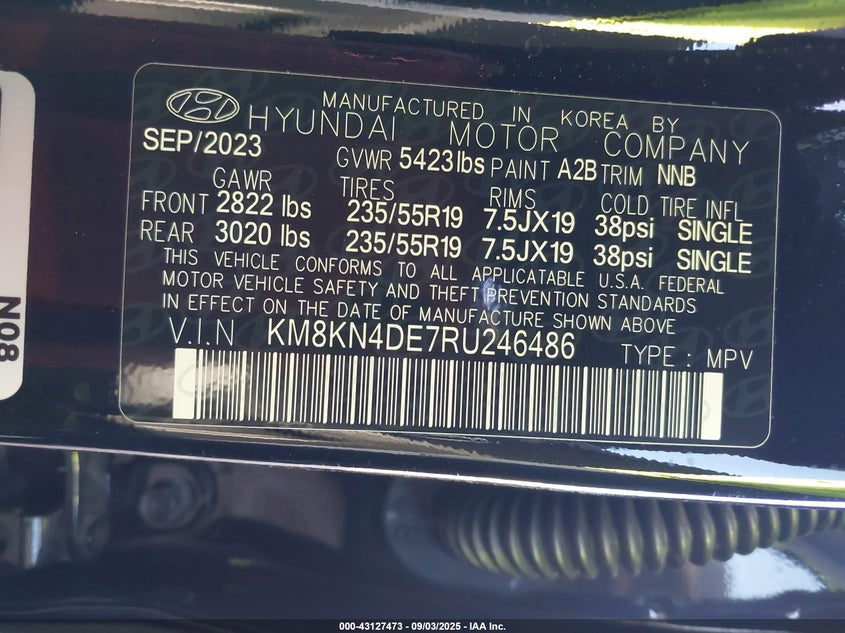 MANUFACTURED IN KOREA BY
HYUNDAI MOTOR COMPANY
SEP/2023 GVWR 5423lbs PAINT A2B TRIM NNB
GAWR TIRES RIMS COLD TIRE INFL
FRONT 2822 lbs 235/55R19 7.5JX19 38psi SINGLE
REAR 3020 lbs 235/55R19 7.5JX19 38psi SINGLE
THIS VEHICLE CONFORMS TO ALL APPLICATABLE U.S.A. FEDERAL
MOTOR VEHICLE SAFETY AND THEFT PREVENTION STANDARDS
IN EFFECT ON THE DATE OF MANUFACTURE SHOWN ABOVE
V.I.N KM8KN4DE7RU246486 TYPE : MPV
N08
000-43127473 - 09/03/2025 - IAA Inc.